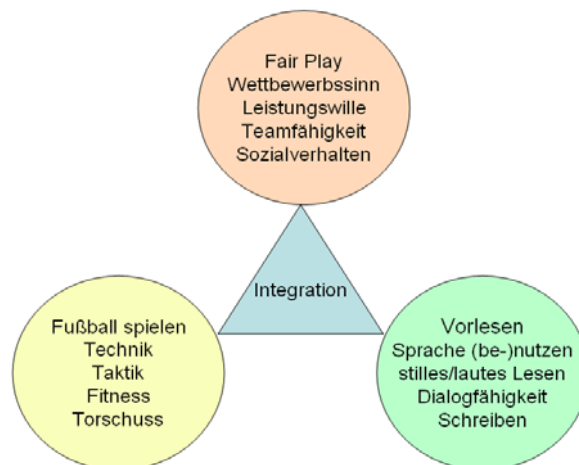 Fair Play
Wettbewerbssinn
Leistungswille
Teamfähigkeit
Sozialverhalten
Integration
Fußball spielen
Technik
Taktik
Fitness
Torschuss
Vorlesen
Sprache (be-)nutzen
stilles/lautes Lesen
Dialogfähigkeit
Schreiben